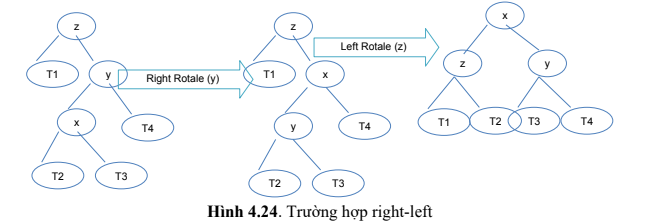 x
z
z
Left Rotale (z)
z
y
T1
y
Right Rotale (y)
T1
x
x
T4
y
T4
T1
T2
T3
T4
T2
T3
T2
T3
Hình 4.24. Trường hợp right-left